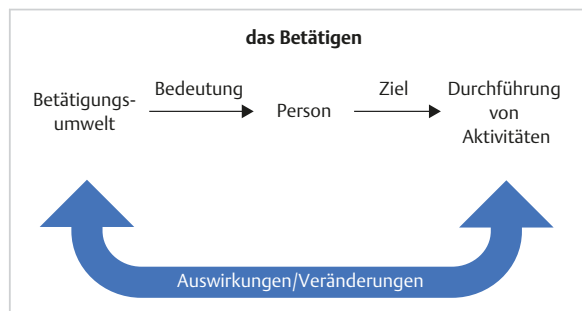 das Betätigen
Betätigungs-
umwelt
Bedeutung
Person
Ziel
Durchführung
von
Aktivitäten
Auswirkungen/Veränderungen